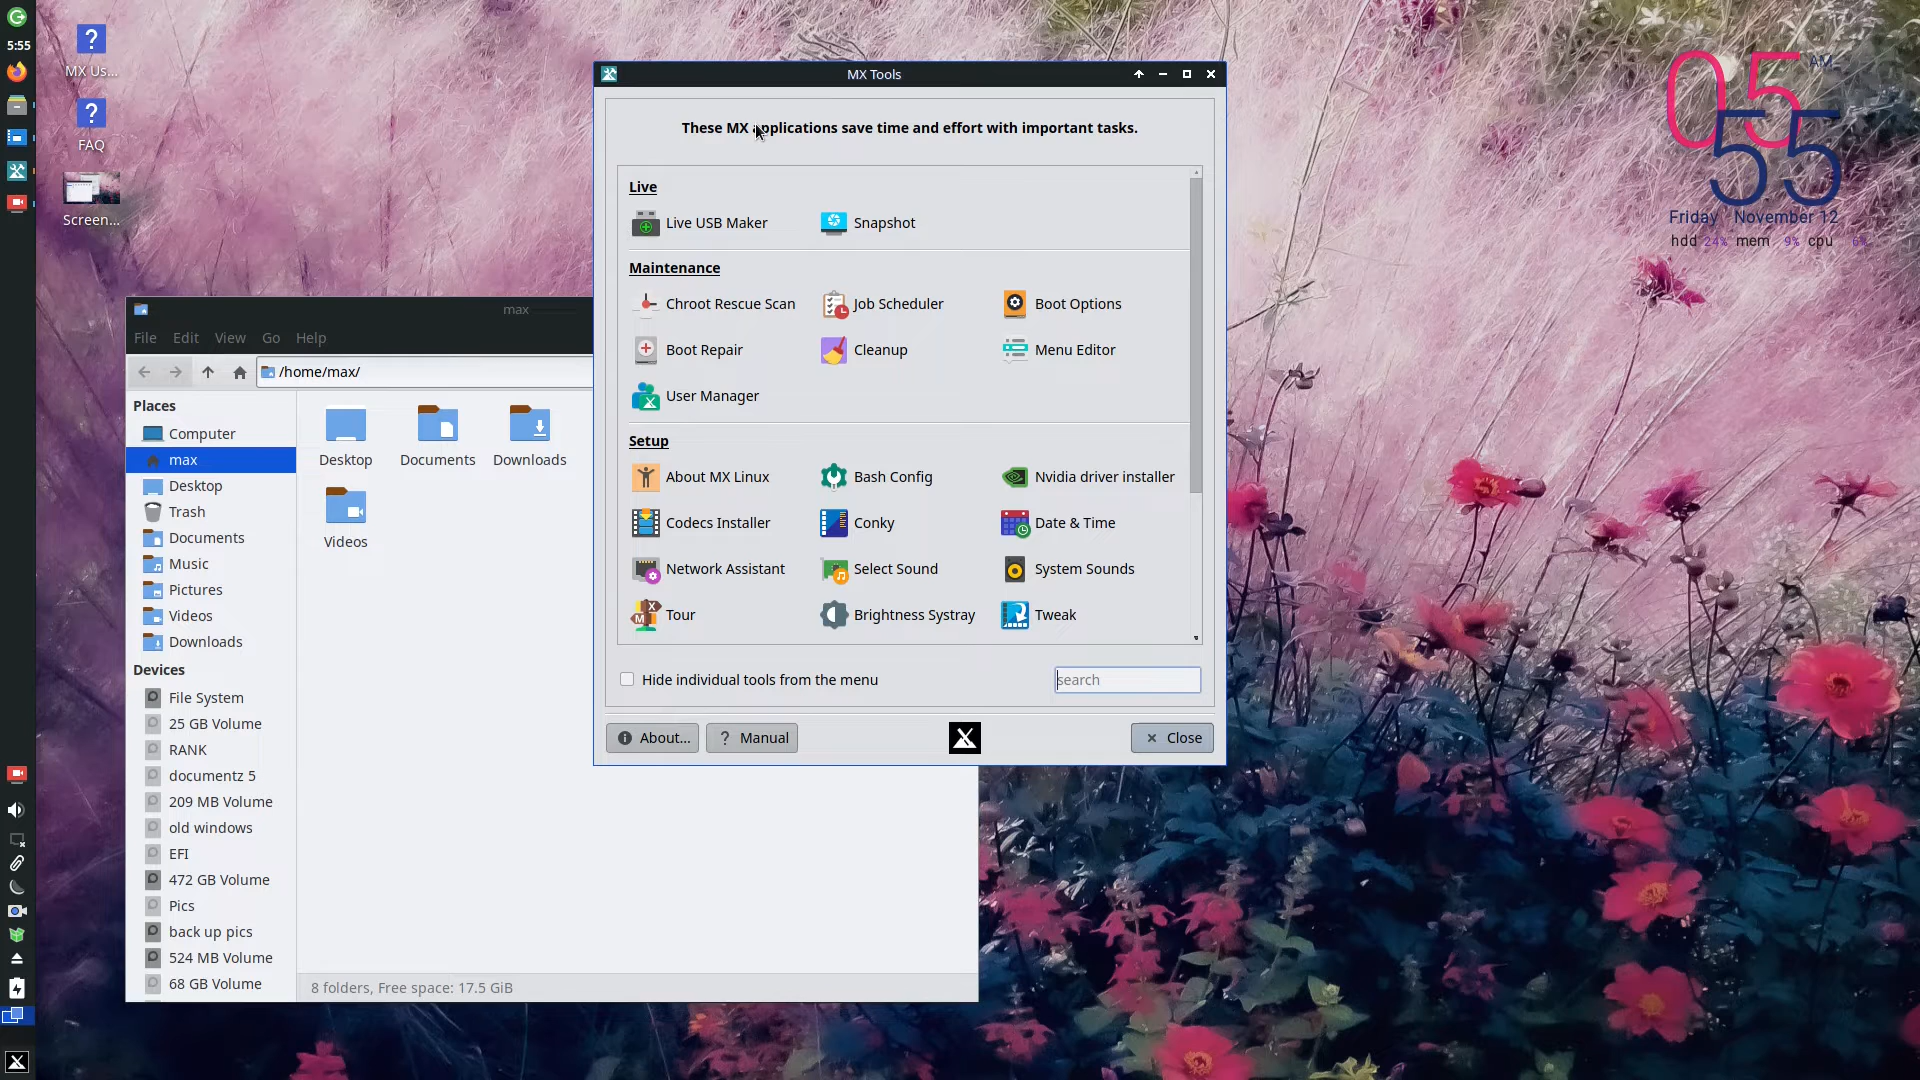 5:55
MX Us...
FAQ
Screen...
max
File Edit View Go Help
/home/max/
Places
Computer
max
Desktop
Trash
Documents
Music
Pictures
Videos
Downloads
Devices
File System
25 GB Volume
RANK
documentz 5
209 MB Volume
old windows
EFI
472 GB Volume
Pics
back up pics
524 MB Volume
68 GB Volume
Desktop Documents Downloads
Videos
8 folders, Free space: 17.5 GiB
MX Tools
These MX applications save time and effort with important tasks.
Live
Live USB Maker Snapshot
Maintenance
Chroot Rescue Scan Job Scheduler Boot Options
Boot Repair Cleanup Menu Editor
User Manager
Setup
About MX Linux Bash Config Nvidia driver installer
Codecs Installer Conky Date & Time
Network Assistant Select Sound System Sounds
Tour Brightness Systray Tweak
Hide individual tools from the menu search
About... ? Manual Close
05 AM
55
Friday November 12
hdd 24% mem 9% cpu 6%